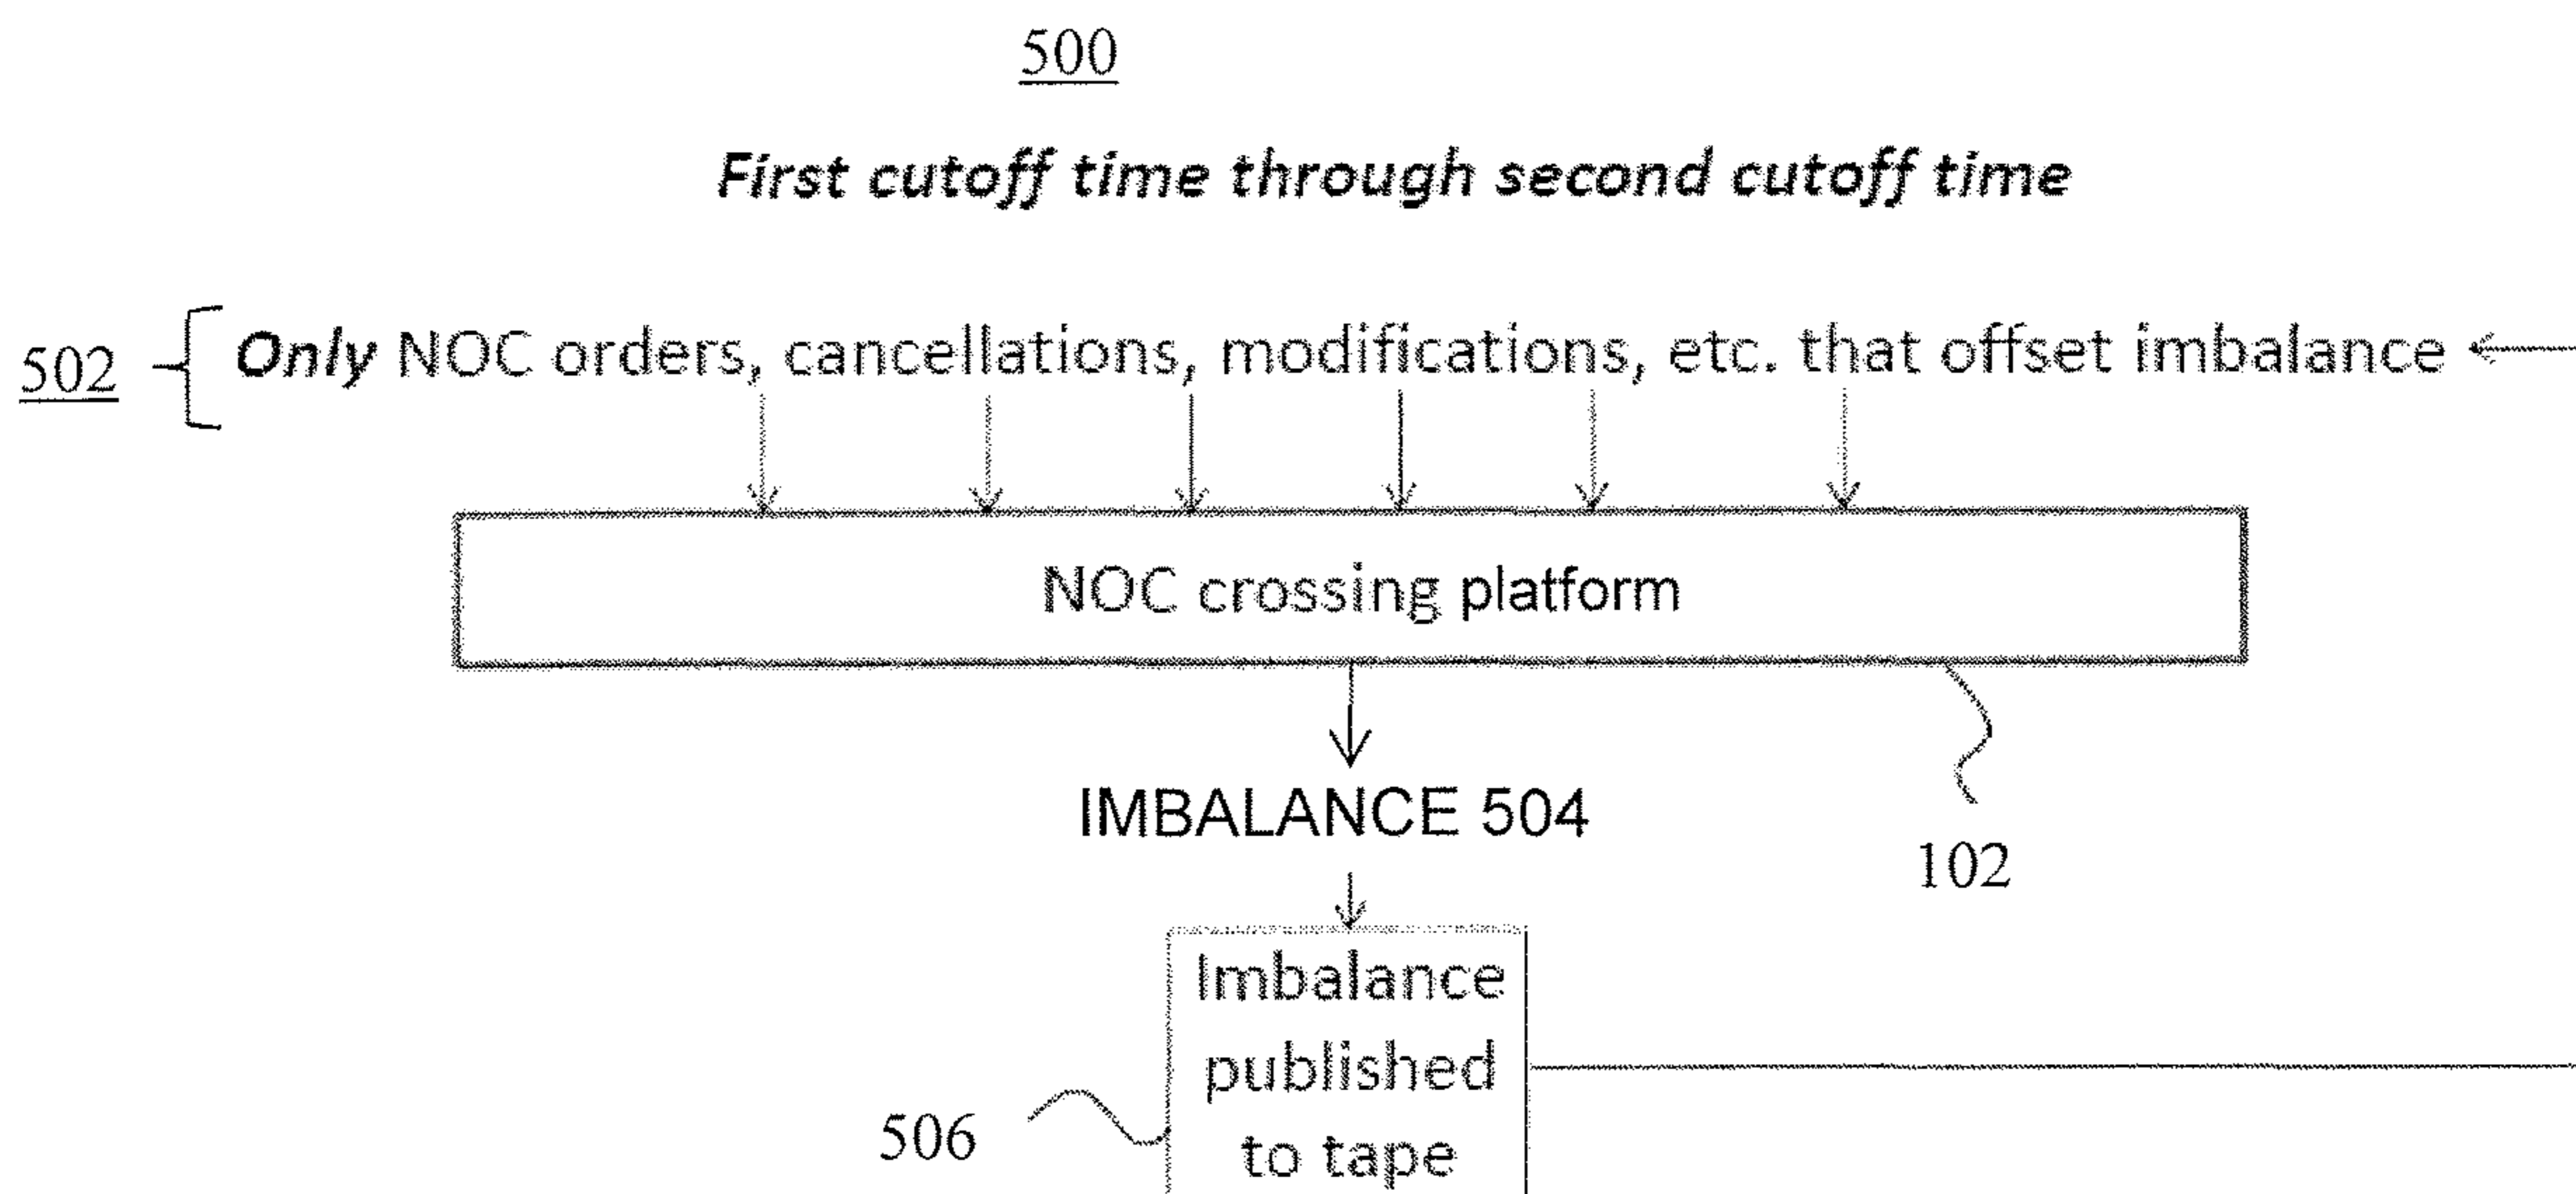 500
First cutoff time through second cutoff time
502
Only NOC orders, cancellations, modifications, etc. that offset imbalance
NOC crossing platform
IMBALANCE 504
102
Imbalance
published
506
to tape